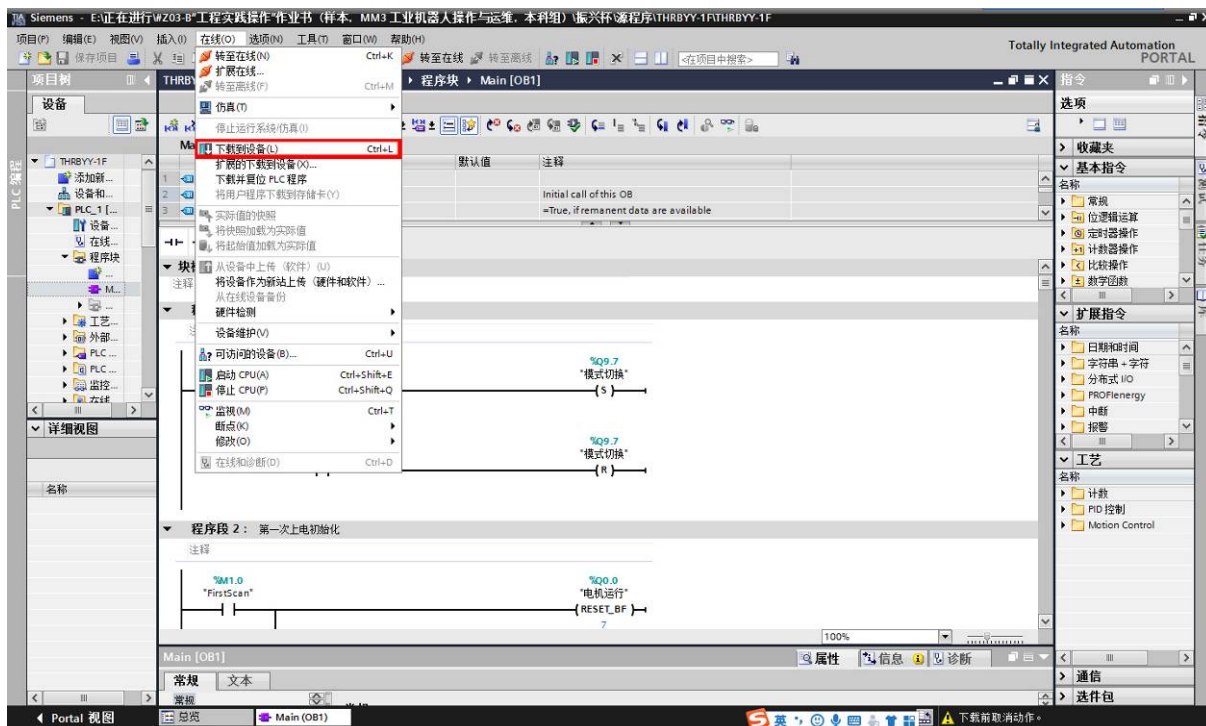 Siemens - E:\正在进行\WZ03-B"工程实践操作"作业书（样本. MM3 工业机器人操作与运维. 本科组）\振兴杯\源程序\THRBYY-1F\THRBYY-1F
项目(P) 编辑(E) 视图(V) 插入(I) 在线(O) 选项(N) 工具(T) 窗口(W) 帮助(H)
Totally Integrated Automation
PORTAL
保存项目
转至在线 转至离线 <在项目中搜索>
项目树
程序块 Main [OB1]
指令
设备
选项
转至在线(N) Ctrl+K
扩展在线...
转至离线(F) Ctrl+M
仿真(T)
停止运行系统/仿真(I)
下载到设备(L) Ctrl+L
扩展的下载到设备(X)...
下载并复位 PLC 程序
将用户程序下载到存储卡(Y)
实际值的快照
将快照加载为实际值
将起始值加载为实际值
从设备中上传（软件）(U)
将设备作为新站上传（硬件和软件）...
从在线设备备份
硬件检测
设备维护(V)
可访问的设备(B)... Ctrl+U
启动 CPU(A) Ctrl+Shift+E
停止 CPU(P) Ctrl+Shift+Q
监视(M) Ctrl+T
断点(K)
修改(O)
在线和诊断(D) Ctrl+D
PLC 编程
THRBYY-1F
添加新...
设备和...
PLC_1 [...
设备...
在线...
程序块
M...
工艺...
外部...
PLC ...
PLC ...
监控...
在线
详细视图
名称
默认值 注释
1
2 Initial call of this OB
3 =True, if remanent data are available
注释
%Q9.7
"模式切换"
S
%Q9.7
"模式切换"
R
程序段 2： 第一次上电初始化
注释
%M1.0
"FirstScan"
%Q0.0
"电机运行"
RESET_BF
7
100%
Main [OB1]
属性 信息 诊断
常规 文本
常规
收藏夹
基本指令
名称
常规
位逻辑运算
定时器操作
计数器操作
比较操作
数学函数
扩展指令
名称
日期和时间
字符串 + 字符
分布式 I/O
PROFIenergy
中断
报警
工艺
名称
计数
PID 控制
Motion Control
通信
选件包
Portal 视图 总览 Main (OB1)
英
下载前取消动作。